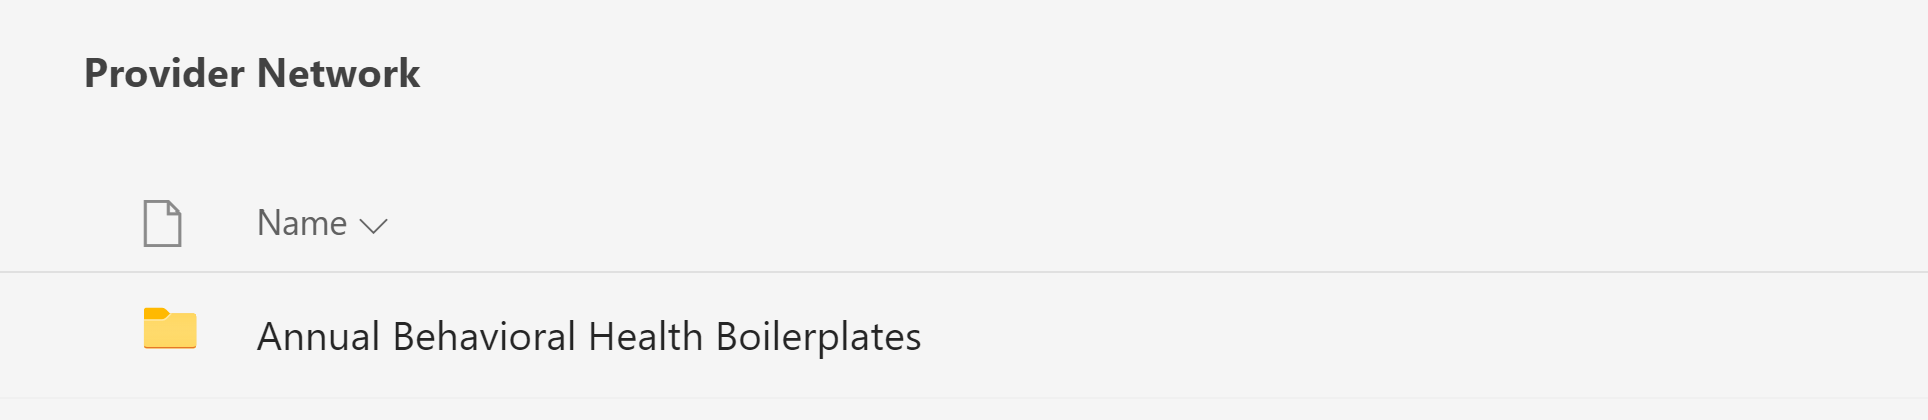 Provider Network
Name
Annual Behavioral Health Boilerplates